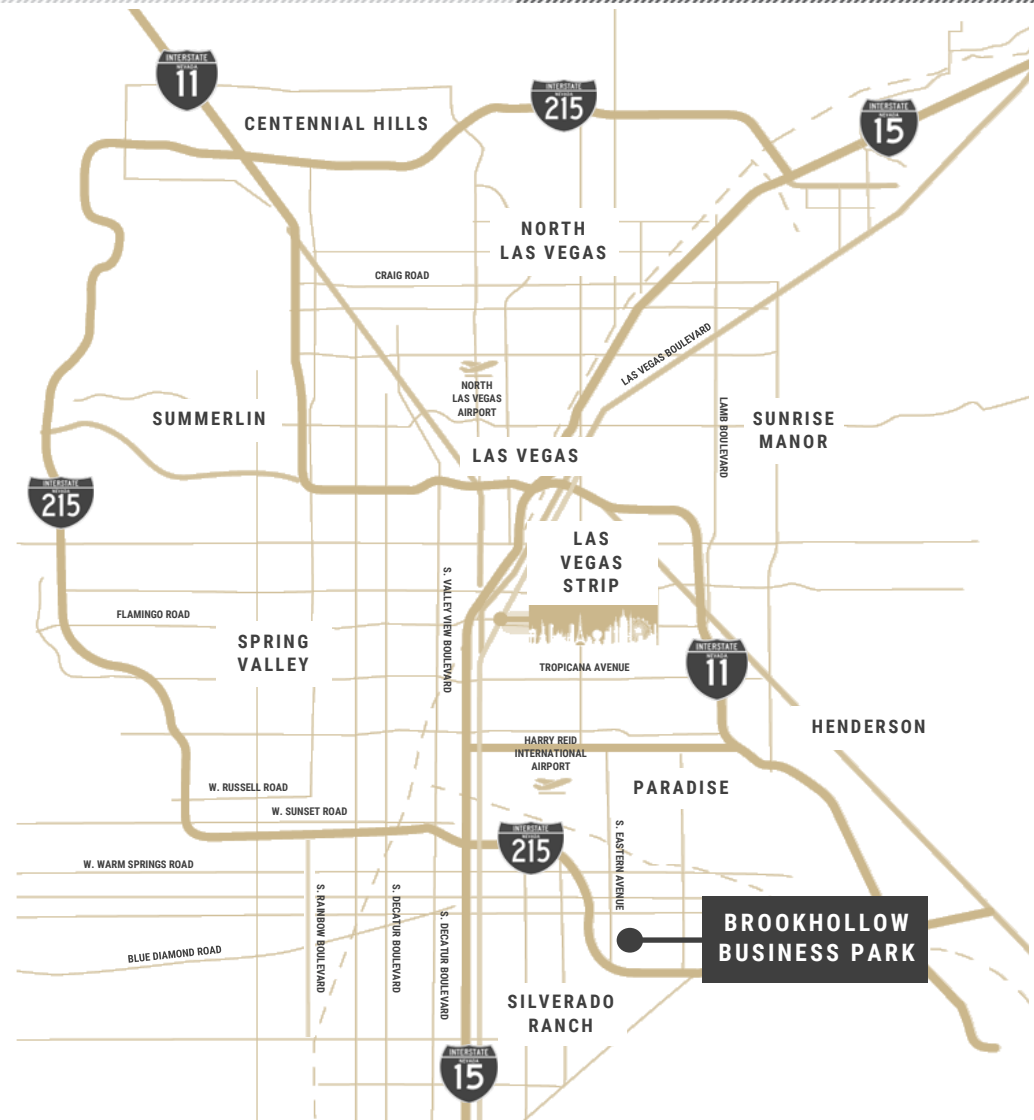 INTERSTATE
NEVADA
11
INTERSTATE
NEVADA
215
INTERSTATE
NEVADA
15
CENTENNIAL HILLS
NORTH
LAS VEGAS
CRAIG ROAD
LAS VEGAS BOULEVARD
NORTH
LAS VEGAS
AIRPORT
LAMB BOULEVARD
SUMMERLIN
SUNRISE
MANOR
LAS VEGAS
INTERSTATE
NEVADA
215
LAS
VEGAS
STRIP
S. VALLEY VIEW BOULEVARD
FLAMINGO ROAD
SPRING
VALLEY
TROPICANA AVENUE
INTERSTATE
NEVADA
11
HENDERSON
HARRY REID
INTERNATIONAL
AIRPORT
PARADISE
W. RUSSELL ROAD
W. SUNSET ROAD
INTERSTATE
NEVADA
215
S. EASTERN AVENUE
W. WARM SPRINGS ROAD
S. RAINBOW BOULEVARD
S. DECATUR BOULEVARD
S. DECATUR BOULEVARD
BROOKHOLLOW
BUSINESS PARK
BLUE DIAMOND ROAD
SILVERADO
RANCH
INTERSTATE
NEVADA
15